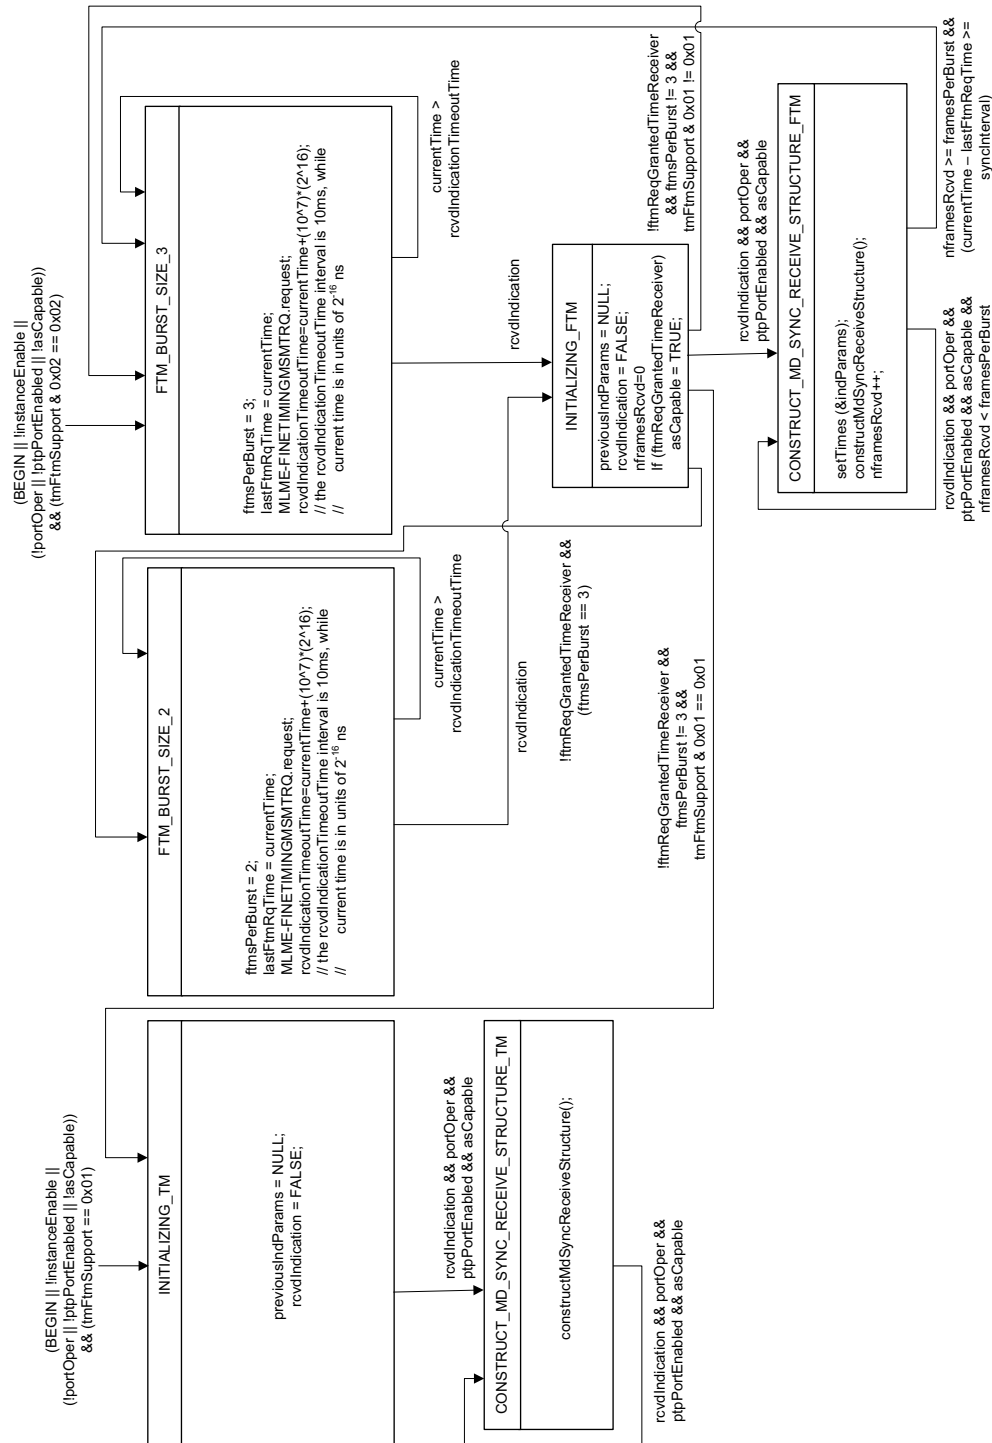 (BEGIN || !instanceEnable ||
(!portOper || !ptpPortEnabled || !asCapable))
&& (tmFtmSupport == 0x01)
INITIALIZING_TM
previousIndParams = NULL;
rcvdIndication = FALSE;
rcvdIndication && portOper &&
ptpPortEnabled && asCapable
CONSTRUCT_MD_SYNC_RECEIVE_STRUCTURE_TM
constructMdSyncReceiveStructure();
rcvdIndication && portOper &&
ptpPortEnabled && asCapable
FTM_BURST_SIZE_2
ftmsPerBurst = 2;
lastFtmRqTime = currentTime;
MLME-FINETIMINGMSMTRQ.request;
rcvdIndicationTimeoutTime=currentTime+(10^7)*(2^16);
// the rcvdIndicationTimeoutTime interval is 10ms, while
// current time is in units of 2-16 ns
currentTime >
rcvdIndicationTimeoutTime
rcvdIndication
!ftmReqGrantedTimeReceiver &&
(ftmsPerBurst == 3)
!ftmReqGrantedTimeReceiver &&
ftmsPerBurst != 3 &&
tmFtmSupport & 0x01 == 0x01
(BEGIN || !instanceEnable ||
(!portOper || !ptpPortEnabled || !asCapable))
&& (tmFtmSupport & 0x02 == 0x02)
FTM_BURST_SIZE_3
ftmsPerBurst = 3;
lastFtmRqTime = currentTime;
MLME-FINETIMINGMSMTRQ.request;
rcvdIndicationTimeoutTime=currentTime+(10^7)*(2^16);
// the rcvdIndicationTimeoutTime interval is 10ms, while
// current time is in units of 2-16 ns
currentTime >
rcvdIndicationTimeoutTime
rcvdIndication
INITIALIZING_FTM
previousIndParams = NULL;
rcvdIndication = FALSE;
nframesRcvd=0
If (ftmReqGrantedTimeReceiver)
asCapable = TRUE;
!ftmReqGrantedTimeReceiver
&& ftmsPerBurst != 3 &&
tmFtmSupport & 0x01 != 0x01
rcvdIndication && portOper &&
ptpPortEnabled && asCapable
CONSTRUCT_MD_SYNC_RECEIVE_STRUCTURE_FTM
setTimes (&indParams);
constructMdSyncReceiveStructure();
nframesRcvd++;
rcvdIndication && portOper &&
ptpPortEnabled && asCapable &&
nframesRcvd < framesPerBurst
nframesRcvd >= framesPerBurst &&
(currentTime – lastFtmReqTime >=
syncInterval)